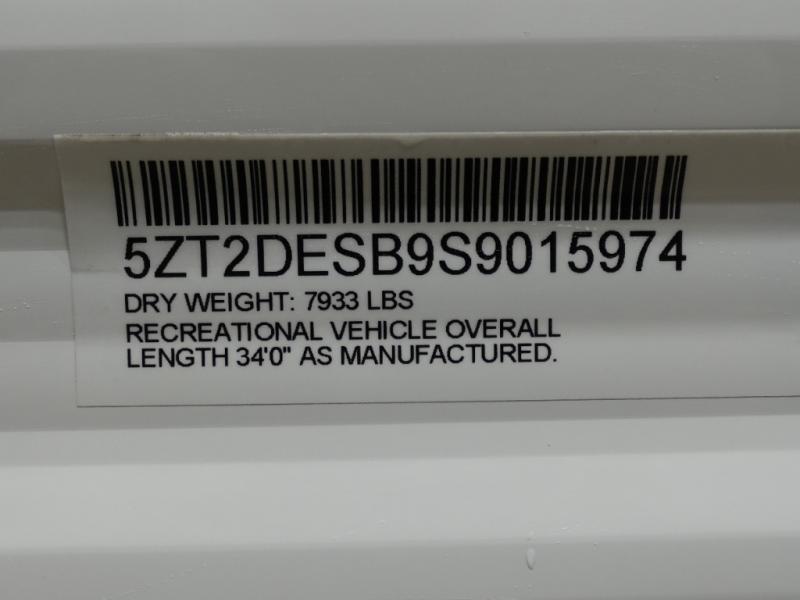 5ZT2DESB9S9015974
DRY WEIGHT: 7933 LBS
RECREATIONAL VEHICLE OVERALL
LENGTH 34'0" AS MANUFACTURED.